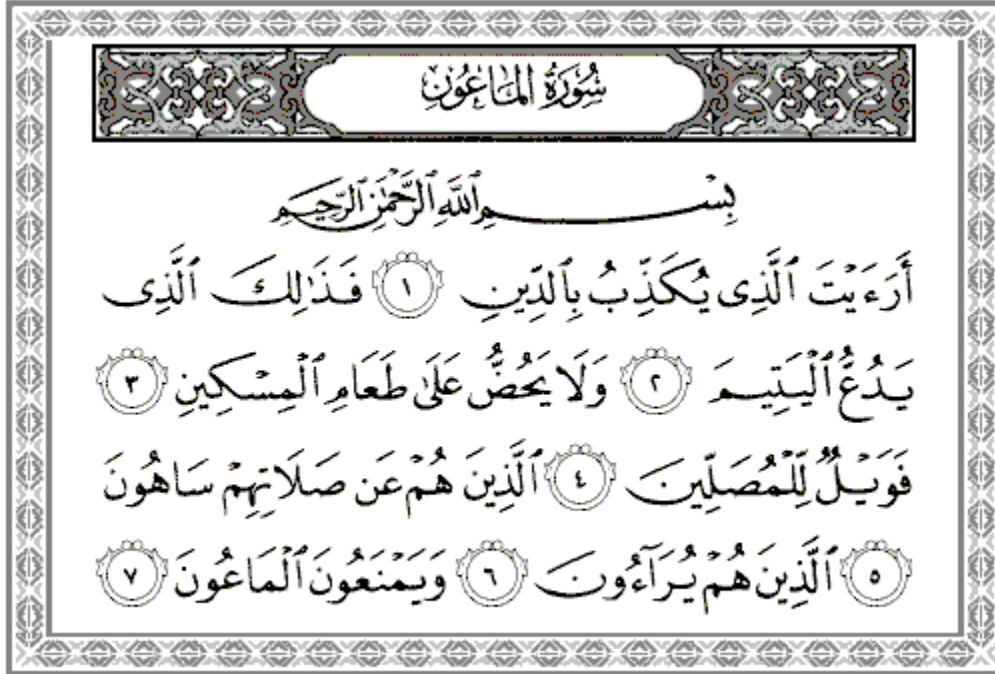 سُورَةُ المَاعُونِ
بِسْمِ ٱللَّهِ ٱلرَّحْمَٰنِ ٱلرَّحِيمِ
أَرَءَيْتَ ٱلَّذِى يُكَذِّبُ بِٱلدِّينِ ١ فَذَٰلِكَ ٱلَّذِى
يَدُعُّ ٱلْيَتِيمَ ٢ وَلَا يَحُضُّ عَلَىٰ طَعَامِ ٱلْمِسْكِينِ ٣
فَوَيْلٌ لِّلْمُصَلِّينَ ٤ ٱلَّذِينَ هُمْ عَن صَلَاتِهِمْ سَاهُونَ
٥ ٱلَّذِينَ هُمْ يُرَآءُونَ ٦ وَيَمْنَعُونَ ٱلْمَاعُونَ ٧